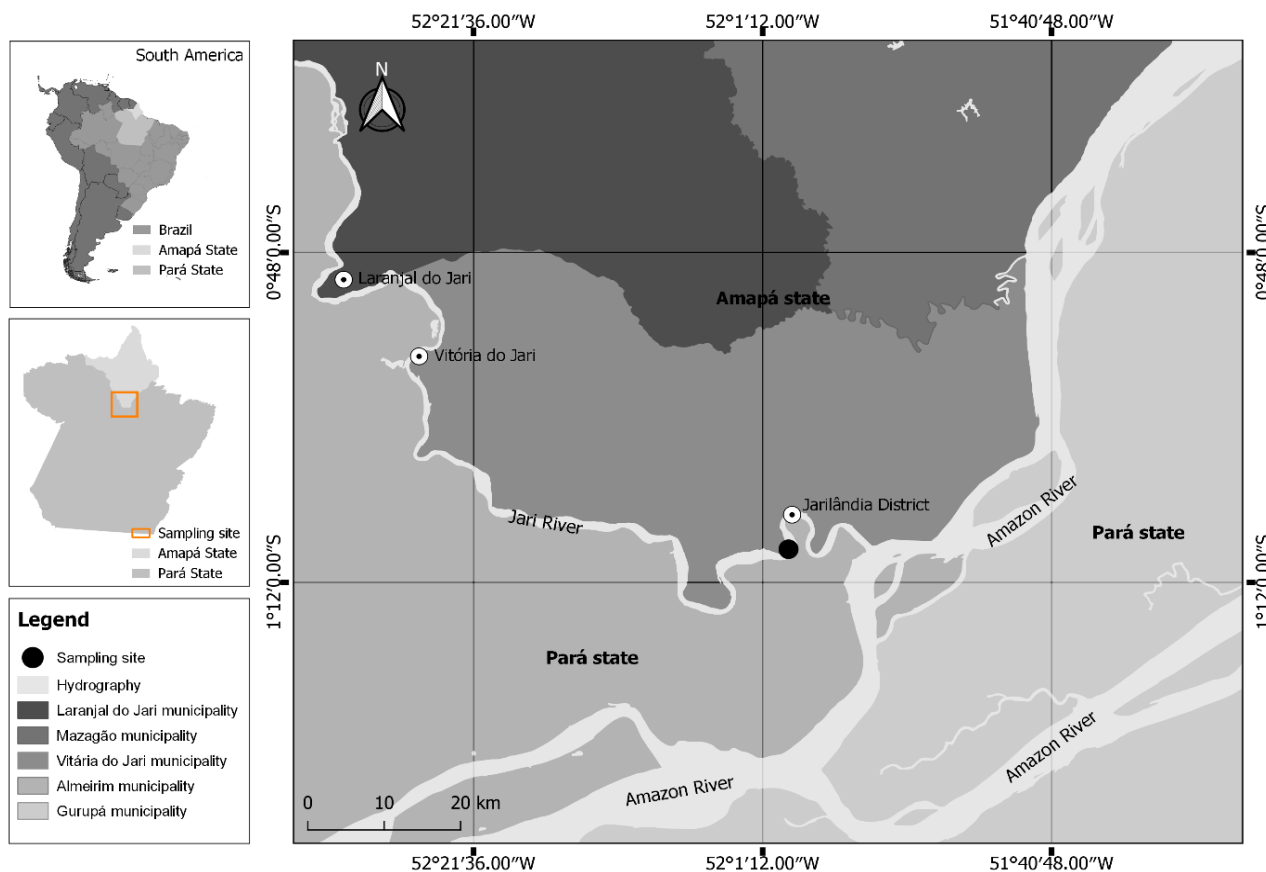 South America
Brazil
Amapá State
Pará State
Sampling site
Amapá State
Pará State
Legend
Sampling site
Hydrography
Laranjal do Jari municipality
Mazagão municipality
Vitária do Jari municipality
Almeirim municipality
Gurupá municipality
52°21′36.00″W
52°1′12.00″W
51°40′48.00″W
N
0°48′0.00″S
0°48′0.00″S
Laranjal do Jari
Amapá state
Vitória do Jari
Jarilândia District
Jari River
Amazon River
Pará state
1°12′0.00″S
1°12′0.00″S
Pará state
Amazon River
Amazon River
0 10 20 km
52°21′36.00″W
52°1′12.00″W
51°40′48.00″W